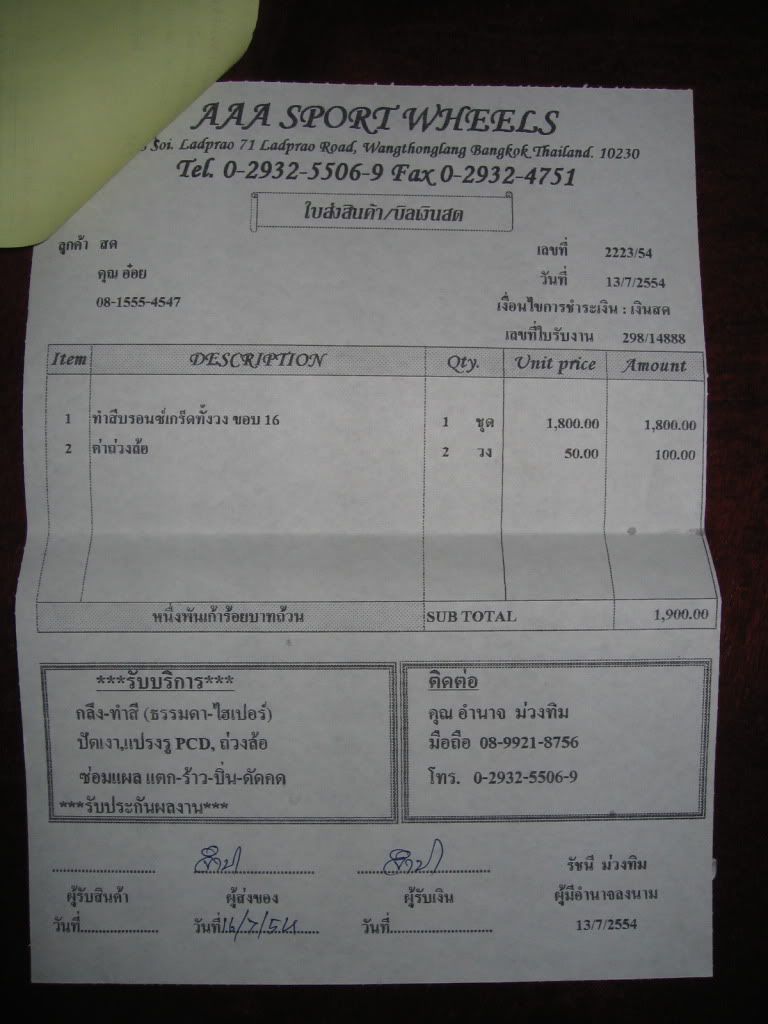 AAA SPORT WHEELS
Soi. Ladprao 71 Ladprao Road, Wangthonglang Bangkok Thailand. 10230
Tel. 0-2932-5506-9 Fax 0-2932-4751
ใบส่งสินค้า/บิลเงินสด
ลูกค้า สด เลขที่ 2223/54
คุณ อ๋อย วันที่ 13/7/2554
08-1555-4547 เงื่อนไขการชำระเงิน : เงินสด
เลขที่ใบรับงาน 298/14888
Item DESCRIPTION Qty. Unit price Amount
1 ทำสีบรอนซ์เกร็ดทั้งวง ขอบ 16 1 ชุด 1,800.00 1,800.00
2 ค่าถ่วงล้อ 2 วง 50.00 100.00
หนึ่งพันเก้าร้อยบาทถ้วน SUB TOTAL 1,900.00
***รับบริการ***
กลึง-ทำสี (ธรรมดา-ไฮเปอร์)
ปัดเงา,แปรงรู PCD, ถ่วงล้อ
ซ่อมแผล แตก-ร้าว-บิ่น-คัดคด
***รับประกันผลงาน***
ติดต่อ
คุณ อำนาจ ม่วงทิม
มือถือ 08-9921-8756
โทร. 0-2932-5506-9
รัชนี ม่วงทิม
ผู้รับสินค้า ผู้ส่งของ ผู้รับเงิน ผู้มีอำนาจลงนาม
วันที่ วันที่ 16/7/54 วันที่ 13/7/2554